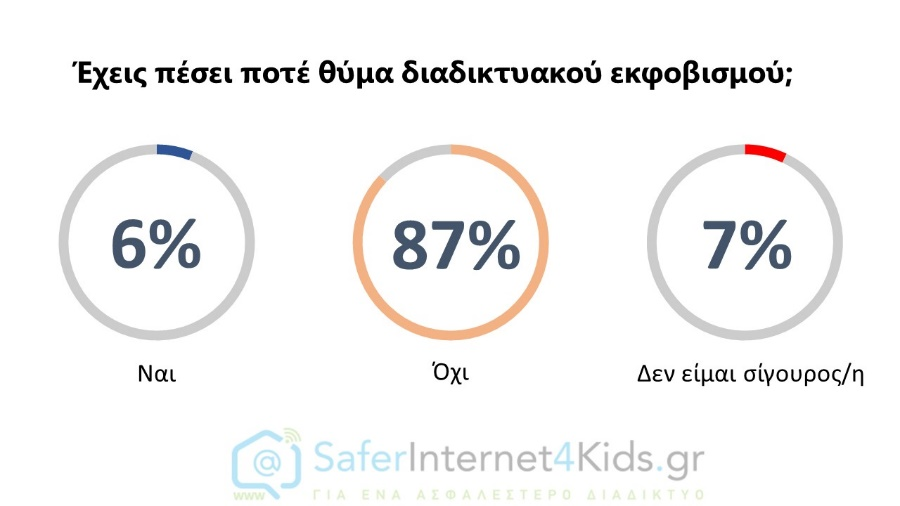 Έχεις πέσει ποτέ θύμα διαδικτυακού εκφοβισμού;
6% 87% 7%
Ναι Όχι Δεν είμαι σίγουρος/η
@ SaferInternet4Kids.gr
www ΓΙΑ ΕΝΑ ΑΣΦΑΛΕΣΤΕΡΟ ΔΙΑΔΙΚΤΥΟ